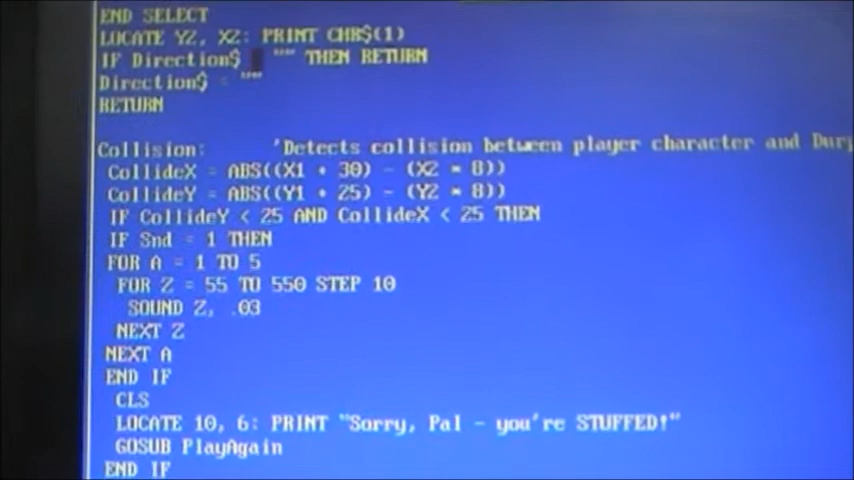 END SELECT
LOCATE Y2, X2: PRINT CHR$(1)
IF Direction$ "" THEN RETURN
Direction$ = ""
RETURN
Collision: 'Detects collision between player character and
CollideX = ABS((X1 + 30) - (X2 * 8))
CollideY = ABS((Y1 + 25) - (Y2 * 8))
IF CollideY < 25 AND CollideX < 25 THEN
IF Snd = 1 THEN
FOR A = 1 TO 5
FOR Z = 55 TO 550 STEP 10
SOUND Z, .03
NEXT Z
NEXT A
END IF
CLS
LOCATE 10, 6: PRINT "Sorry, Pal - you're STUFFED!"
GOSUB PlayAgain
END IF